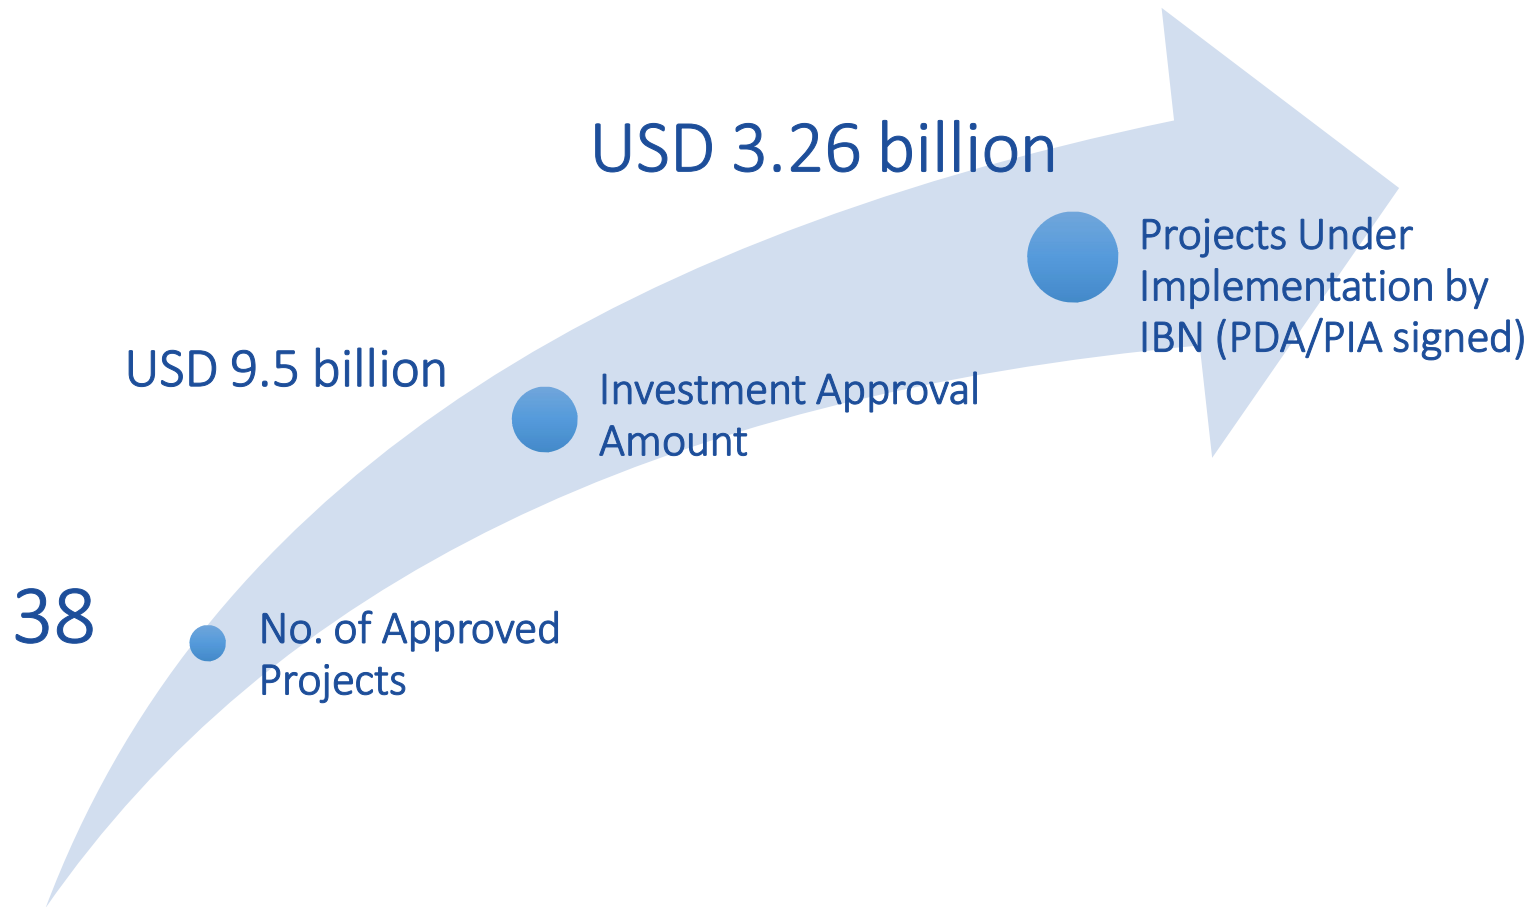 USD 3.26 billion
Projects Under
Implementation by
IBN (PDA/PIA signed)
USD 9.5 billion
Investment Approval
Amount
38
No. of Approved
Projects